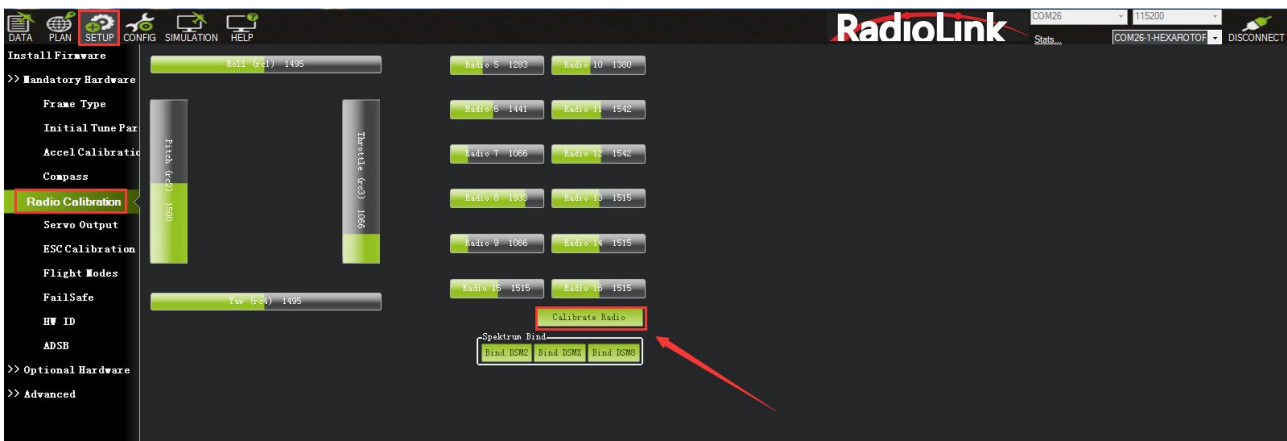 DATA PLAN SETUP CONFIG SIMULATION HELP
RadioLink
COM26 115200
Stats... COM26-1-HEXAROTOF DISCONNECT
Install Firmware
>> Mandatory Hardware
Frame Type
Initial Tune Par
Accel Calibratio
Compass
Radio Calibration
Servo Output
ESC Calibration
Flight Modes
FailSafe
HW ID
ADSB
>> Optional Hardware
>> Advanced
Roll (rc1) 1495
Pitch (rc2) 1500
Throttle (rc3) 1066
Yaw (rc4) 1495
Radio 5 1283 Radio 10 1380
Radio 6 1441 Radio 11 1542
Radio 7 1066 Radio 12 1542
Radio 8 1933 Radio 13 1515
Radio 9 1066 Radio 14 1515
Radio 15 1515 Radio 16 1515
Calibrate Radio
Spektrum Bind
Bind DSM2 Bind DSMX Bind DSM8